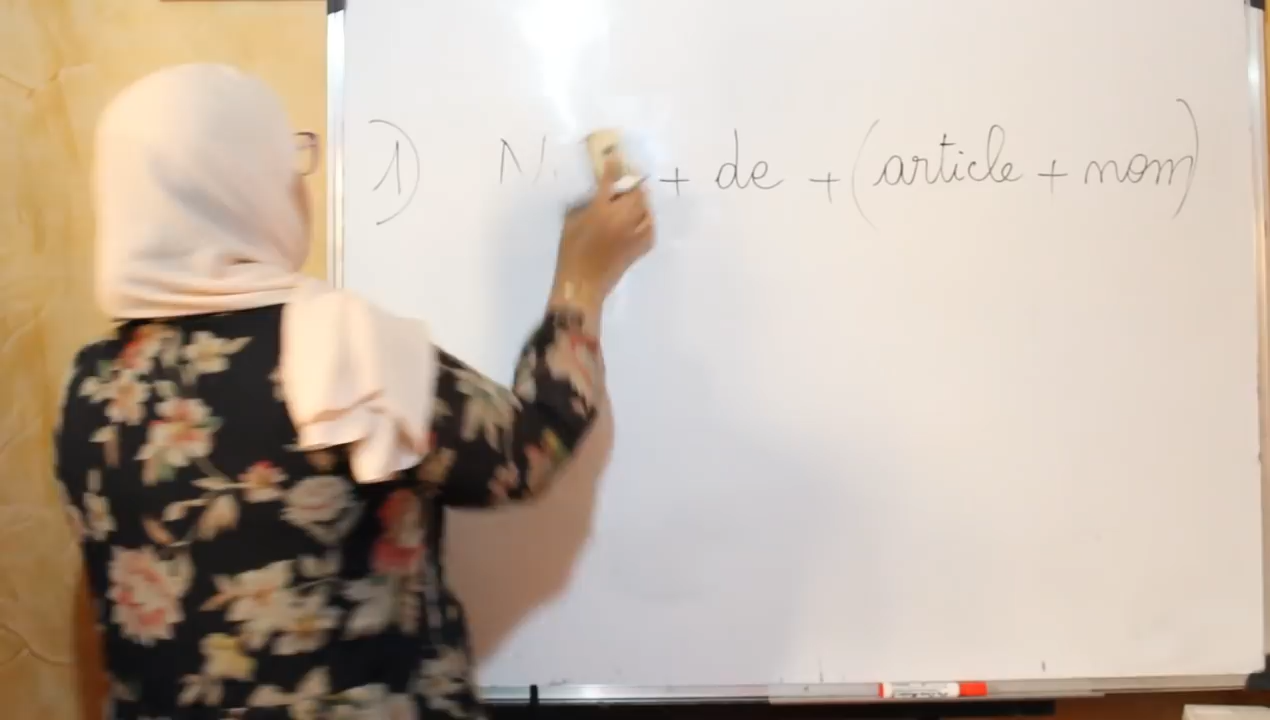 1) + de + (article + nom)